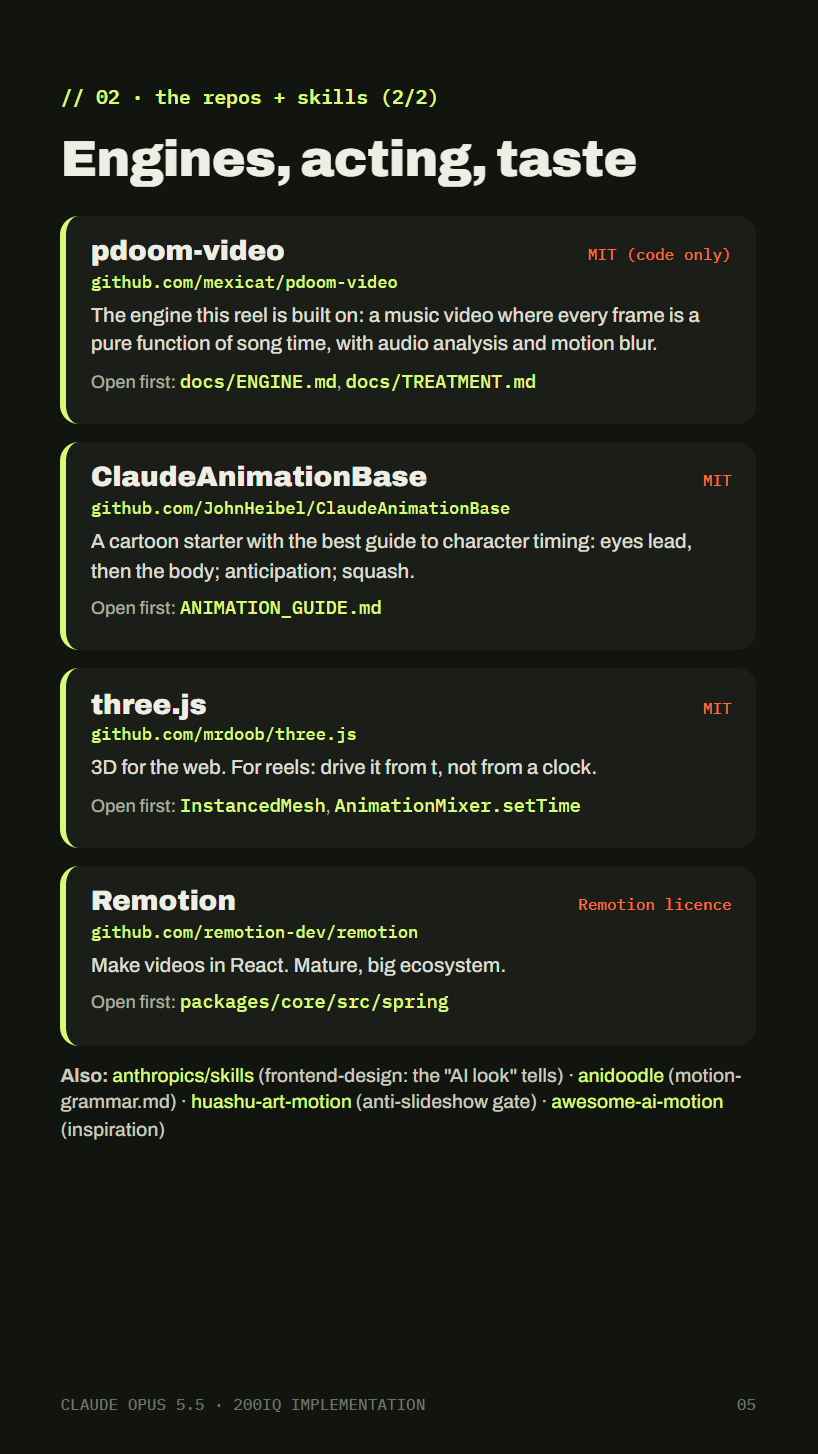 // 02 · the repos + skills (2/2)
Engines, acting, taste
pdoom-video
MIT (code only)
github.com/mexicat/pdoom-video
The engine this reel is built on: a music video where every frame is a
pure function of song time, with audio analysis and motion blur.
Open first: docs/ENGINE.md, docs/TREATMENT.md
ClaudeAnimationBase
MIT
github.com/JohnHeibel/ClaudeAnimationBase
A cartoon starter with the best guide to character timing: eyes lead,
then the body; anticipation; squash.
Open first: ANIMATION_GUIDE.md
three.js
MIT
github.com/mrdoob/three.js
3D for the web. For reels: drive it from t, not from a clock.
Open first: InstancedMesh, AnimationMixer.setTime
Remotion
Remotion licence
github.com/remotion-dev/remotion
Make videos in React. Mature, big ecosystem.
Open first: packages/core/src/spring
Also: anthropics/skills (frontend-design: the "AI look" tells) · anidoodle (motion-
grammar.md) · huashu-art-motion (anti-slideshow gate) · awesome-ai-motion
(inspiration)
CLAUDE OPUS 5.5 · 200IQ IMPLEMENTATION
05